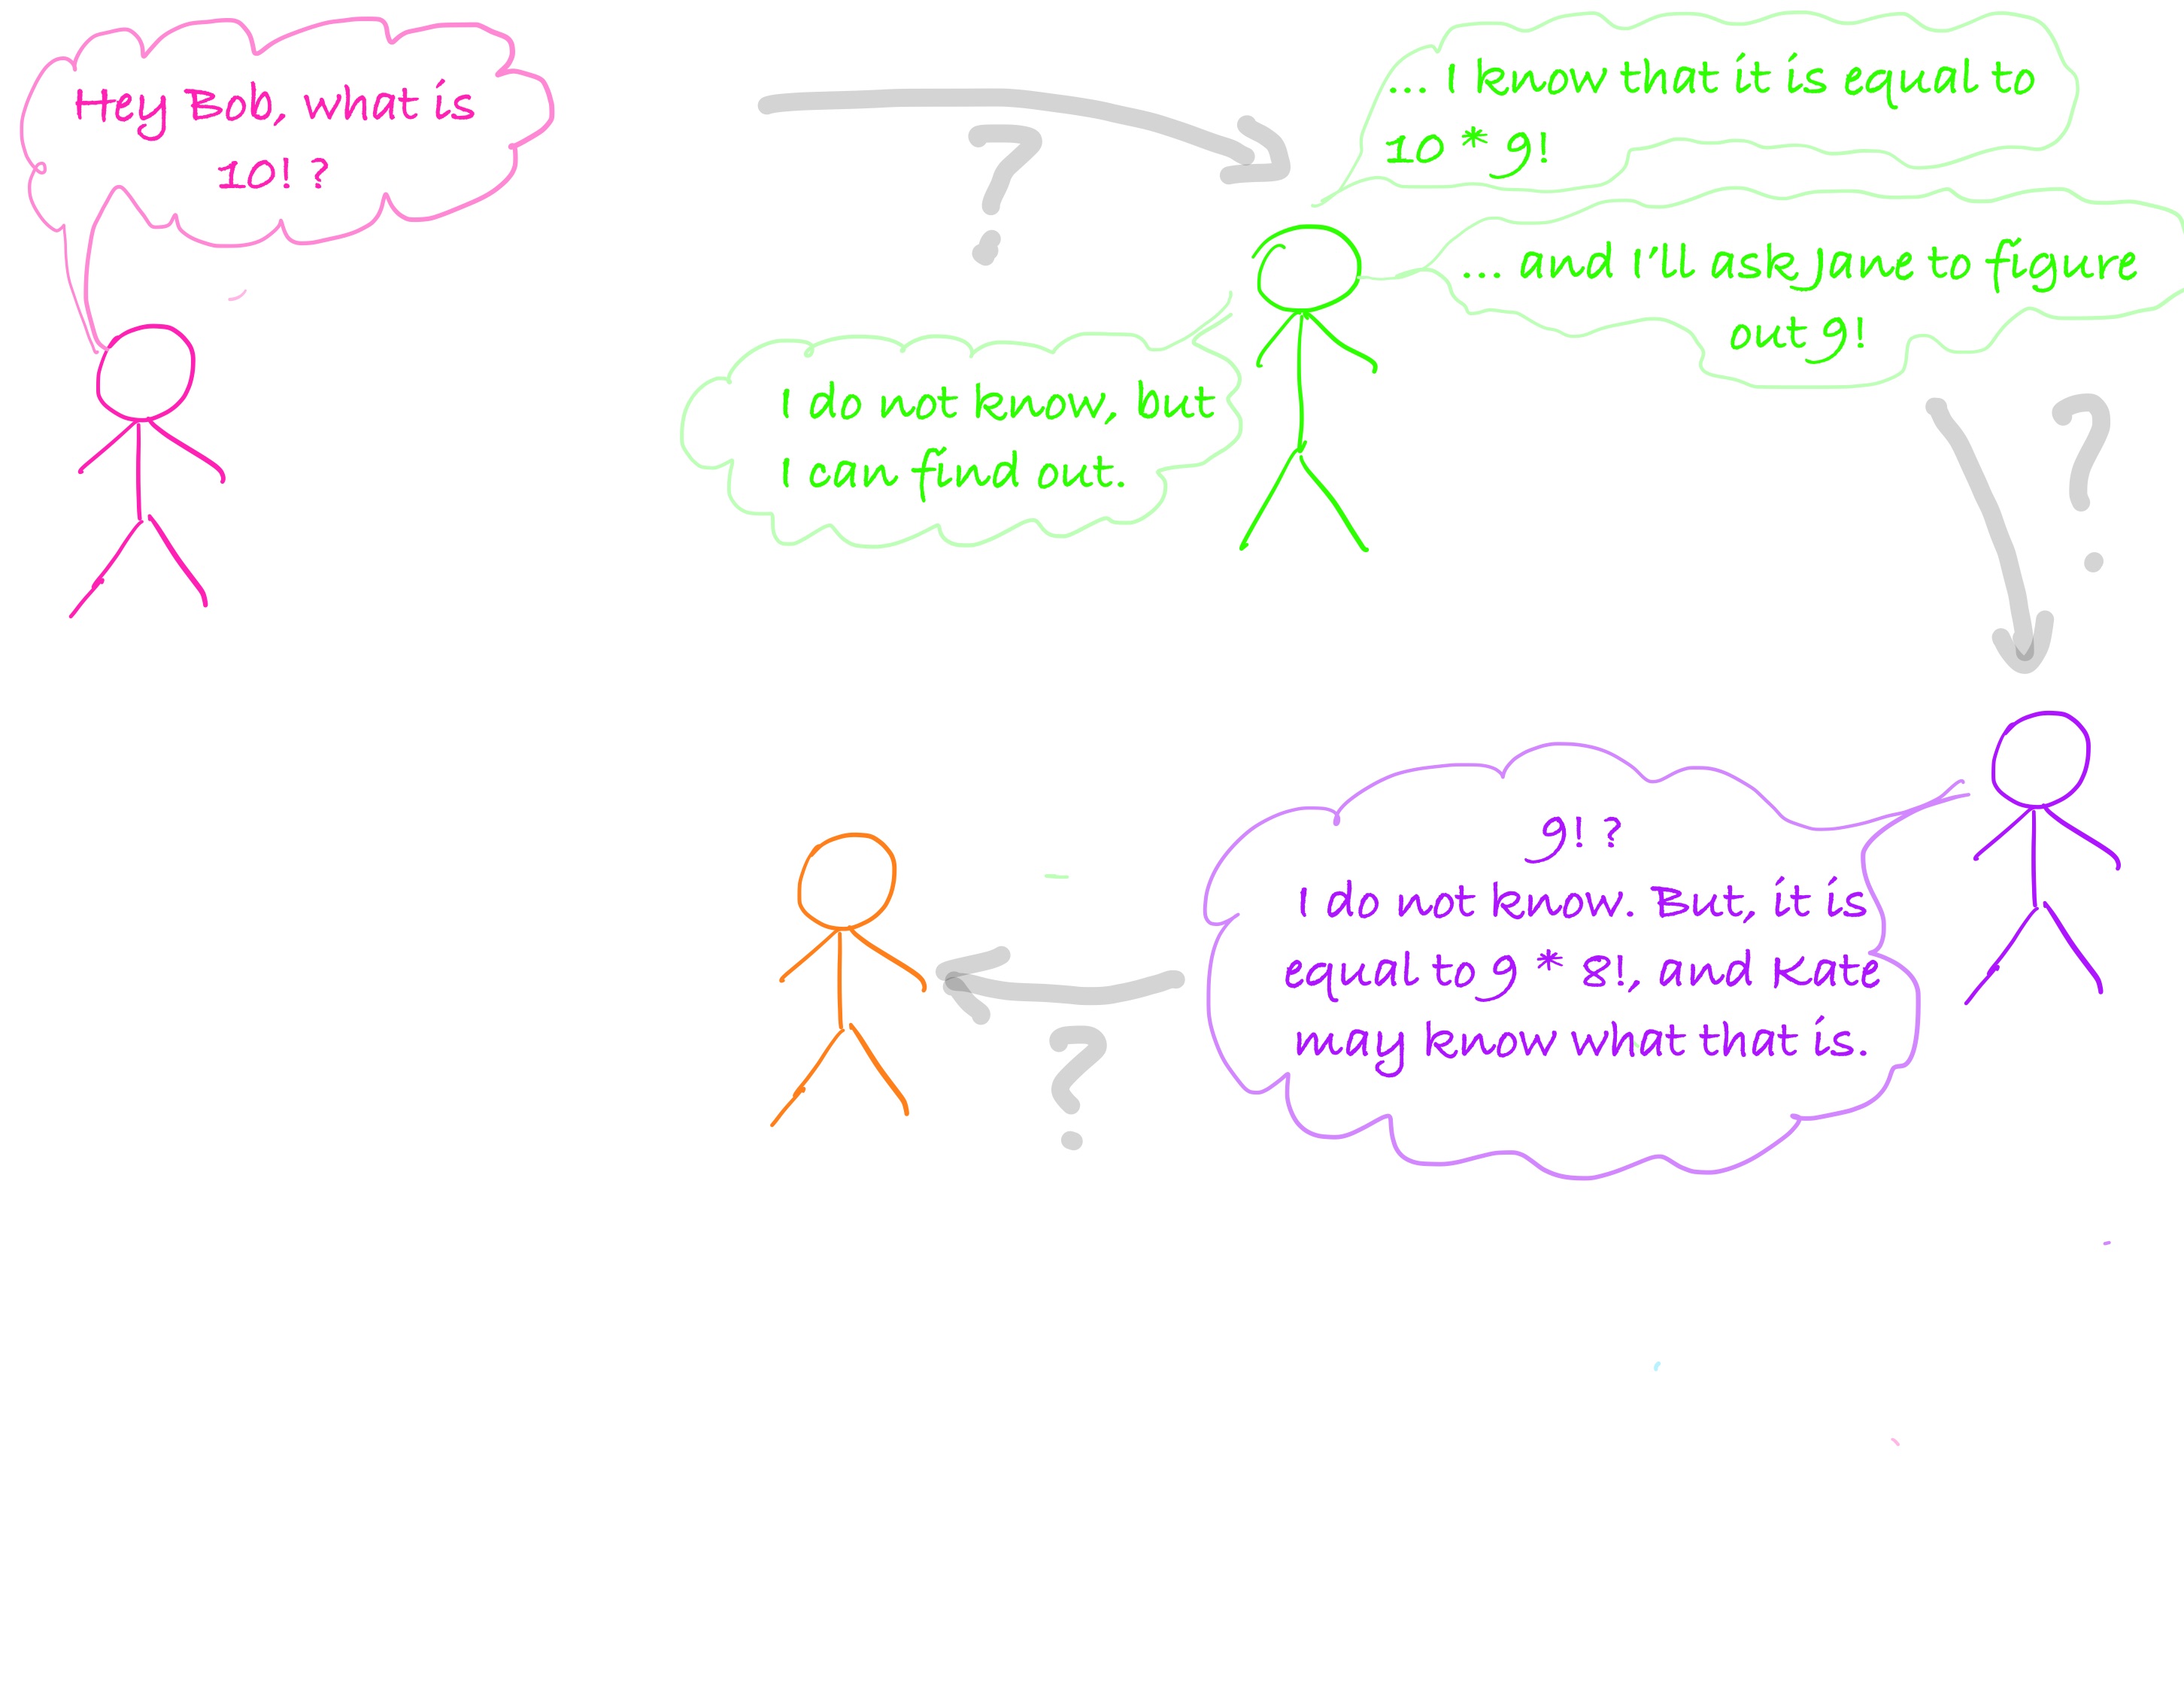 Hey Bob, what is
10! ?
... I know that it is equal to
10 * 9!
... and I'll ask Jane to figure
out 9!
I do not know, but
I can find out.
9! ?
I do not know. But, it is
equal to 9 * 8!, and Kate
may know what that is.
?
?
?